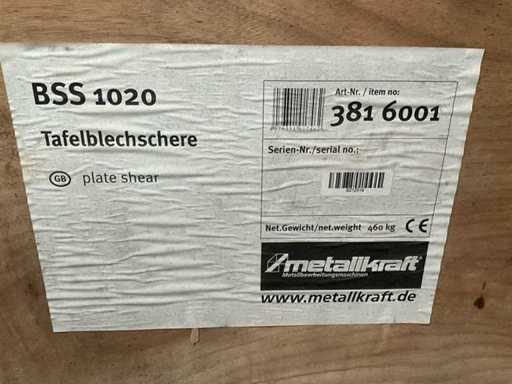 BSS 1020
Tafelblechschere
GB plate shear
Art-Nr. / item no:
381 6001
Serien-Nr./serial no.:
Net.Gewicht/net.weight 460 kg CE
metallkraft®
Metallbearbeitungsmaschinen
www.metallkraft.de